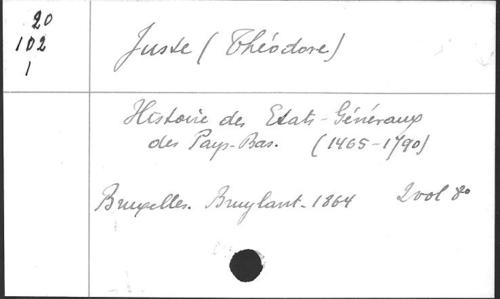 20
102
1
Juste (Théodore)
Histoire des Etats-Généraux
des Pays-Bas. (1465-1790)
Bruxelles. Bruylant. 1864 2 vol 8o